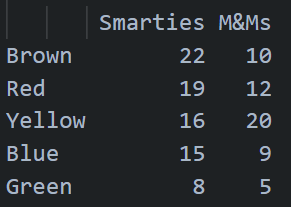 Smarties M&Ms
Brown 22 10
Red 19 12
Yellow 16 20
Blue 15 9
Green 8 5